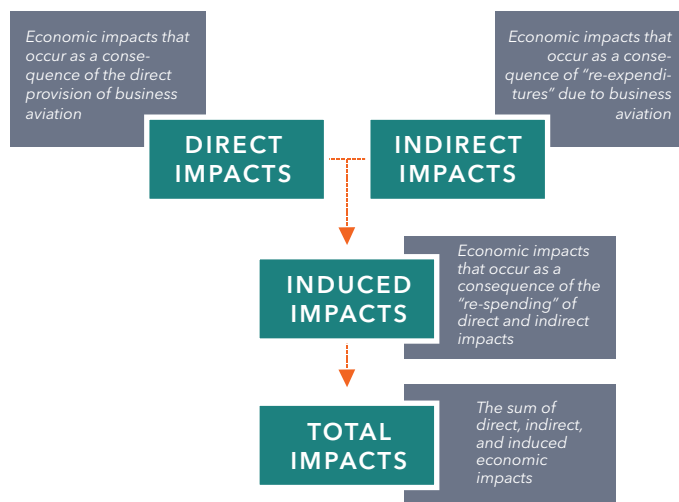 Economic impacts that
occur as a conse-
quence of the direct
provision of business
aviation
Economic impacts that
occur as a conse-
quence of “re-expendi-
tures” due to business
aviation
DIRECT
IMPACTS
INDIRECT
IMPACTS
INDUCED
IMPACTS
Economic impacts
that occur as a
consequence of the
“re-spending” of
direct and indirect
impacts
TOTAL
IMPACTS
The sum of
direct, indirect,
and induced
economic
impacts